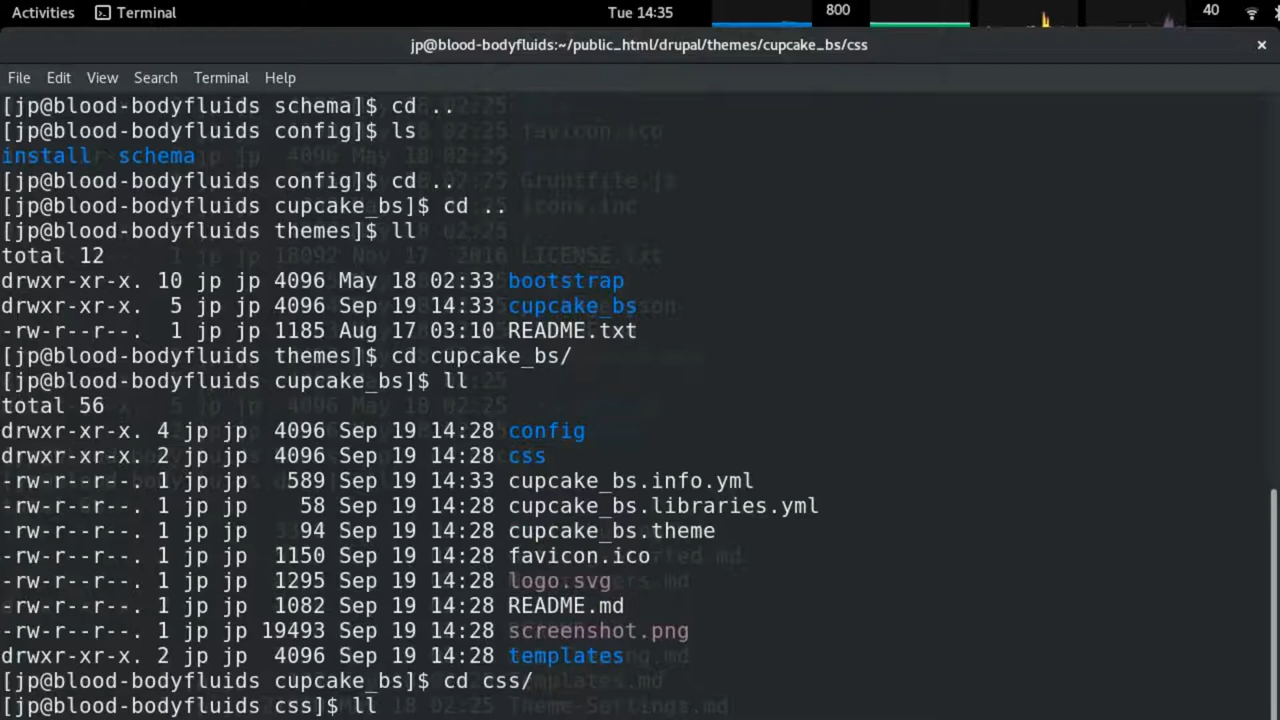 Activities Terminal Tue 14:35 800 40
jp@blood-bodyfluids:~/public_html/drupal/themes/cupcake_bs/css ×
File Edit View Search Terminal Help
[jp@blood-bodyfluids schema]$ cd ..
[jp@blood-bodyfluids config]$ ls
install schema
[jp@blood-bodyfluids config]$ cd ..
[jp@blood-bodyfluids cupcake_bs]$ cd ..
[jp@blood-bodyfluids themes]$ ll
total 12
drwxr-xr-x. 10 jp jp 4096 May 18 02:33 bootstrap
drwxr-xr-x. 5 jp jp 4096 Sep 19 14:33 cupcake_bs
-rw-r--r--. 1 jp jp 1185 Aug 17 03:10 README.txt
[jp@blood-bodyfluids themes]$ cd cupcake_bs/
[jp@blood-bodyfluids cupcake_bs]$ ll
total 56
drwxr-xr-x. 4 jp jp 4096 Sep 19 14:28 config
drwxr-xr-x. 2 jp jp 4096 Sep 19 14:28 css
-rw-r--r--. 1 jp jp 589 Sep 19 14:33 cupcake_bs.info.yml
-rw-r--r--. 1 jp jp 58 Sep 19 14:28 cupcake_bs.libraries.yml
-rw-r--r--. 1 jp jp 94 Sep 19 14:28 cupcake_bs.theme
-rw-r--r--. 1 jp jp 1150 Sep 19 14:28 favicon.ico
-rw-r--r--. 1 jp jp 1295 Sep 19 14:28 logo.svg
-rw-r--r--. 1 jp jp 1082 Sep 19 14:28 README.md
-rw-r--r--. 1 jp jp 19493 Sep 19 14:28 screenshot.png
drwxr-xr-x. 2 jp jp 4096 Sep 19 14:28 templates
[jp@blood-bodyfluids cupcake_bs]$ cd css/
[jp@blood-bodyfluids css]$ ll